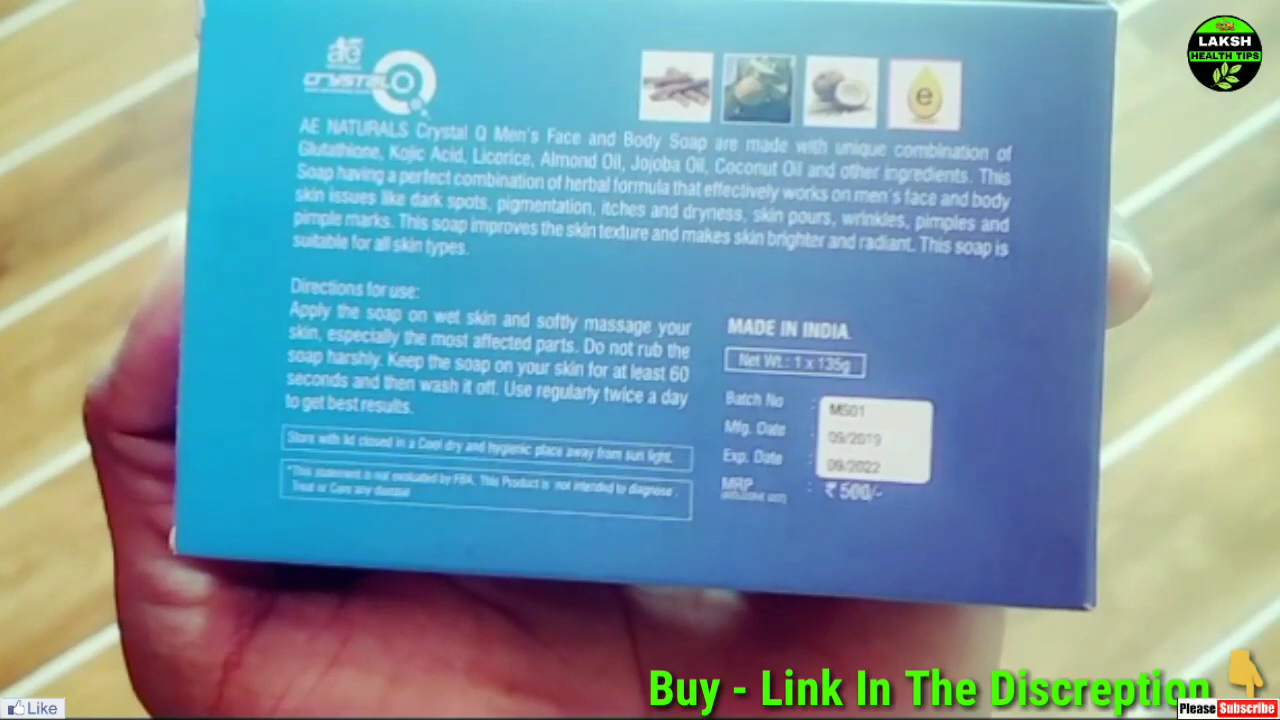 LAKSH
HEALTH TIPS
ae
CRYSTAL Q
e
AE NATURALS Crystal Q Men's Face and Body Soap are made with unique combination of
Glutathione, Kojic Acid, Licorice, Almond Oil, Jojoba Oil, Coconut Oil and other ingredients. This
Soap having a perfect combination of herbal formula that effectively works on men's face and body
skin issues like dark spots, pigmentation, itches and dryness, skin pours, wrinkles, pimples and
pimple marks. This soap improves the skin texture and makes skin brighter and radiant. This soap is
suitable for all skin types.
Directions for use:
Apply the soap on wet skin and softly massage your
skin, especially the most affected parts. Do not rub the
soap harshly. Keep the soap on your skin for at least 60
seconds and then wash it off. Use regularly twice a day
to get best results.
Store with lid closed in a Cool dry and hygienic place away from sun light.
*This statement is not evaluated by FBA. This Product is not intended to diagnose,
Treat or Cure any disease
MADE IN INDIA.
Net Wt.: 1 x 135g
Batch No : MS01
Mfg. Date : 09/2019
Exp. Date : 09/2022
MRP : ₹ 500/-
Buy - Link In The Discreption
Like
Please Subscribe